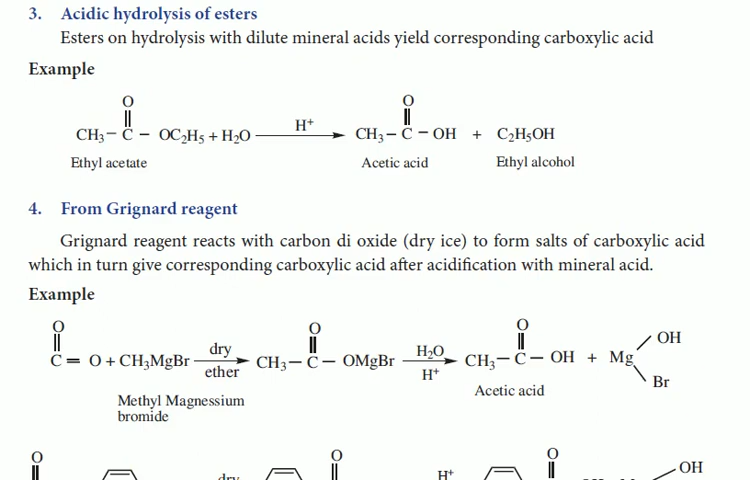 3. Acidic hydrolysis of esters
Esters on hydrolysis with dilute mineral acids yield corresponding carboxylic acid
Example
O
CH₃– C – OC₂H₅ + H₂O H⁺ CH₃– C – OH + C₂H₅OH
O
Ethyl acetate Acetic acid Ethyl alcohol
4. From Grignard reagent
Grignard reagent reacts with carbon di oxide (dry ice) to form salts of carboxylic acid
which in turn give corresponding carboxylic acid after acidification with mineral acid.
Example
O O O OH
C = O + CH₃MgBr dry ether CH₃– C – OMgBr H₂O H⁺ CH₃– C – OH + Mg
Br
Methyl Magnessium Acetic acid
bromide
O O H⁺ O OH